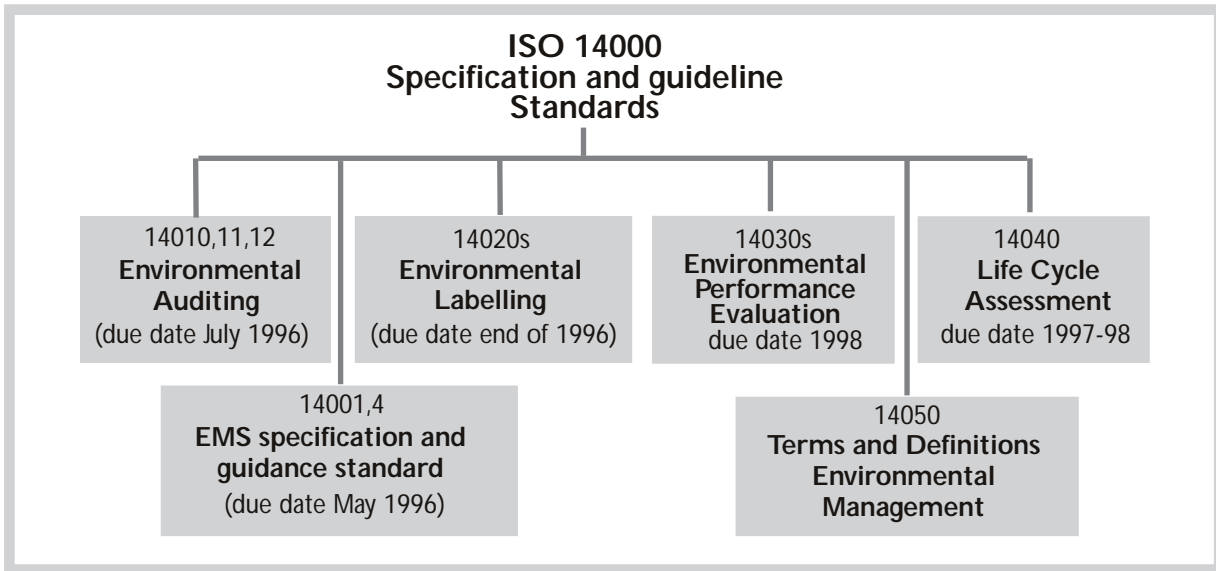 ISO 14000
Specification and guideline
Standards
14010,11,12
Environmental
Auditing
(due date July 1996)
14020s
Environmental
Labelling
(due date end of 1996)
14030s
Environmental
Performance
Evaluation
due date 1998
14040
Life Cycle
Assessment
due date 1997-98
14001,4
EMS specification and
guidance standard
(due date May 1996)
14050
Terms and Definitions
Environmental
Management